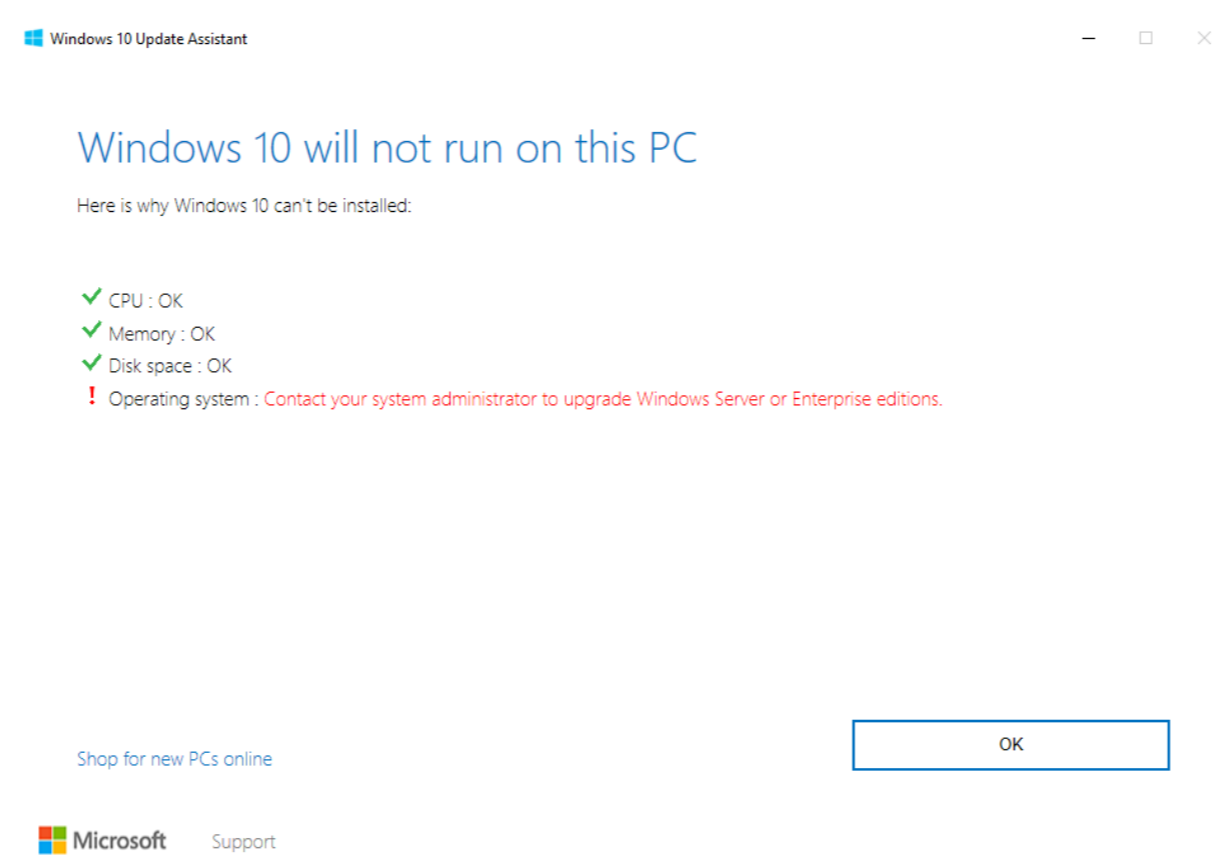 Windows 10 Update Assistant
Windows 10 will not run on this PC
Here is why Windows 10 can't be installed:
CPU : OK
Memory : OK
Disk space : OK
! Operating system : Contact your system administrator to upgrade Windows Server or Enterprise editions.
OK
Shop for new PCs online
Microsoft Support